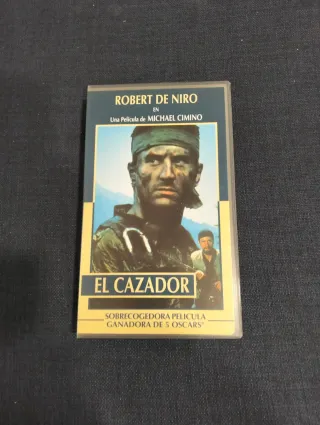 ROBERT DE NIRO
EN
Una Película de MICHAEL CIMINO
EL CAZADOR
SOBRECOGEDORA PELICULA
GANADORA DE 5 OSCARS®